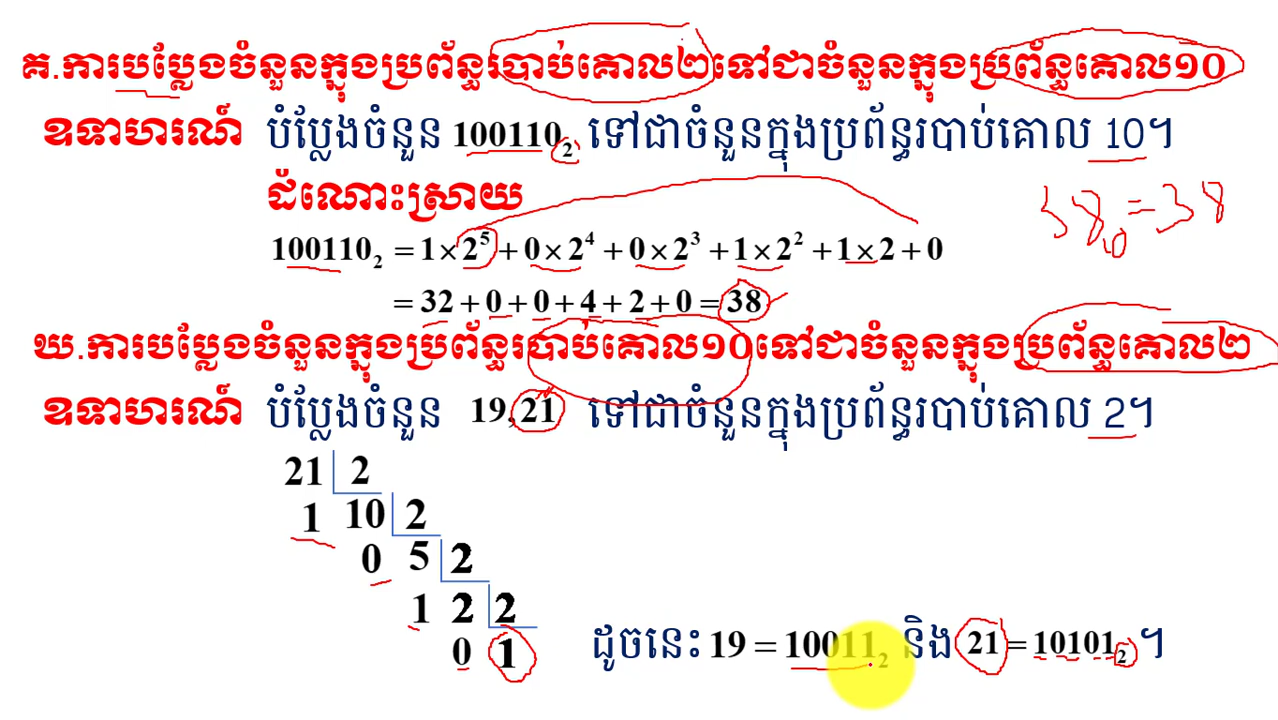 គ.ការបម្លែងចំនួនក្នុងប្រព័ន្ធរបាប់គោល២ទៅជាចំនួនក្នុងប្រព័ន្ធគោល១០
ឧទាហរណ៍ បំប្លែងចំនួន 100110₂ ទៅជាចំនួនក្នុងប្រព័ន្ធរបាប់គោល 10។
ដំណោះស្រាយ
38₁₀ = 38
100110₂ = 1×2⁵ + 0×2⁴ + 0×2³ + 1×2² + 1×2 + 0
= 32 + 0 + 0 + 4 + 2 + 0 = 38
ឃ.ការបម្លែងចំនួនក្នុងប្រព័ន្ធរបាប់គោល១០ទៅជាចំនួនក្នុងប្រព័ន្ធគោល២
ឧទាហរណ៍ បំប្លែងចំនួន 19,21 ទៅជាចំនួនក្នុងប្រព័ន្ធរបាប់គោល 2។
21 2
1 10 2
0 5 2
1 2 2
0 1
ដូចនេះ 19 = 10011₂ និង 21 = 10101₂ ។